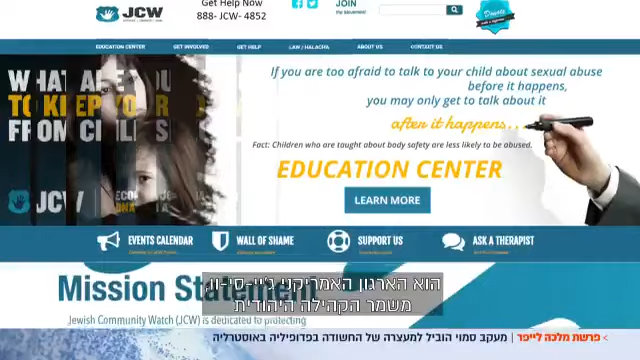 JCW
Get Help Now
888- JCW- 4852
JOIN
the Movement!
Donate
EDUCATION CENTER
GET INVOLVED
GET HELP
LAW / HALACHA
ABOUT US
CONTACT US
WHAT ARE YOU
TO KEEP YOUR
FROM CHILD S
JCW
If you are too afraid to talk to your child about sexual abuse
before it happens,
you may only get to talk about it
after it happens...
Fact: Children who are taught about body safety are less likely to be abused.
EDUCATION CENTER
LEARN MORE
EVENTS CALENDAR
WALL OF SHAME
SUPPORT US
ASK A THERAPIST
Mission Statement
Jewish Community Watch (JCW) is dedicated to protecting
הוא הארגון האמריקני ג'יי-סי-וו
משמר הקהילה היהודית
> פרשת מלכה לייפר | מעקב סמוי הוביל למעצרה של החשודה בפדופיליה באוסטרליה